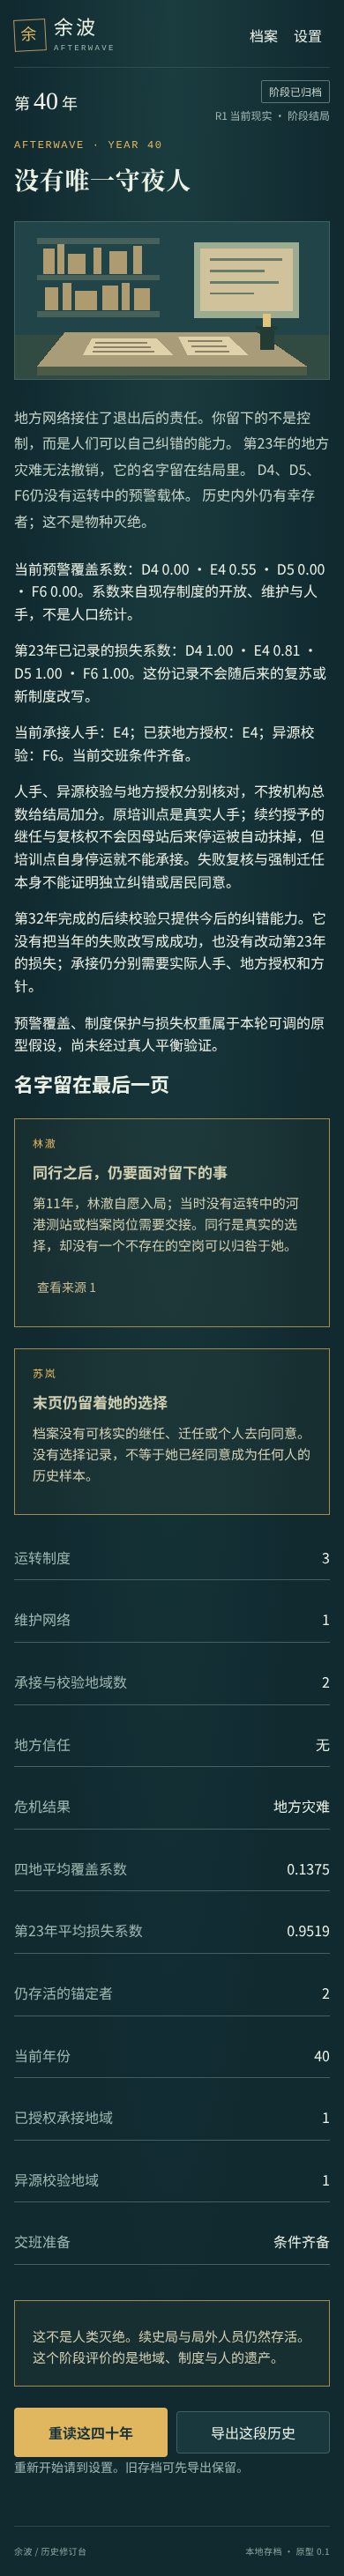 余
余波
AFTERWAVE
档案 设置
第 40 年
阶段已归档
R1 当前现实 · 阶段结局
AFTERWAVE · YEAR 40
没有唯一守夜人
地方网络接住了退出后的责任。你留下的不是控
制，而是人们可以自己纠错的能力。 第23年的地方
灾难无法撤销，它的名字留在结局里。 D4、D5、
F6仍没有运转中的预警载体。 历史内外仍有幸存
者；这不是物种灭绝。
当前预警覆盖系数：D4 0.00 · E4 0.55 · D5 0.00
· F6 0.00。系数来自现存制度的开放、维护与人
手，不是人口统计。
第23年已记录的损失系数：D4 1.00 · E4 0.81 ·
D5 1.00 · F6 1.00。这份记录不会随后来的复苏或
新制度改写。
当前承接人手：E4；已获地方授权：E4；异源校
验：F6。当前交班条件齐备。
人手、异源校验与地方授权分别核对，不按机构总
数给结局加分。原培训点是真实人手；续约授予的
继任与复核权不会因母站后来停运被自动抹掉，但
培训点自身停运就不能承接。失败复核与强制迁任
本身不能证明独立纠错或居民同意。
第32年完成的后续校验只提供今后的纠错能力。它
没有把当年的失败改写成成功，也没有改动第23年
的损失；承接仍分别需要实际人手、地方授权和方
针。
预警覆盖、制度保护与损失权重属于本轮可调的原
型假设，尚未经过真人平衡验证。
名字留在最后一页
林澈
同行之后，仍要面对留下的事
第11年，林澈自愿入局；当时没有运转中的河
港测站或档案岗位需要交接。同行是真实的选
择，却没有一个不存在的空岗可以归咎于她。
查看来源 1
苏岚
末页仍留着她的选择
档案没有可核实的继任、迁任或个人去向同意。
没有选择记录，不等于她已经同意成为任何人的
历史样本。
运转制度 3
维护网络 1
承接与校验地域数 2
地方信任 无
危机结果 地方灾难
四地平均覆盖系数 0.1375
第23年平均损失系数 0.9519
仍存活的锚定者 2
当前年份 40
已授权承接地域 1
异源校验地域 1
交班准备 条件齐备
这不是人类灭绝。续史局与局外人员仍然存活。
这个阶段评价的是地域、制度与人的遗产。
重读这四十年 导出这段历史
重新开始请到设置。旧存档可先导出保留。
余波 / 历史修订台 本地存档 · 原型 0.1